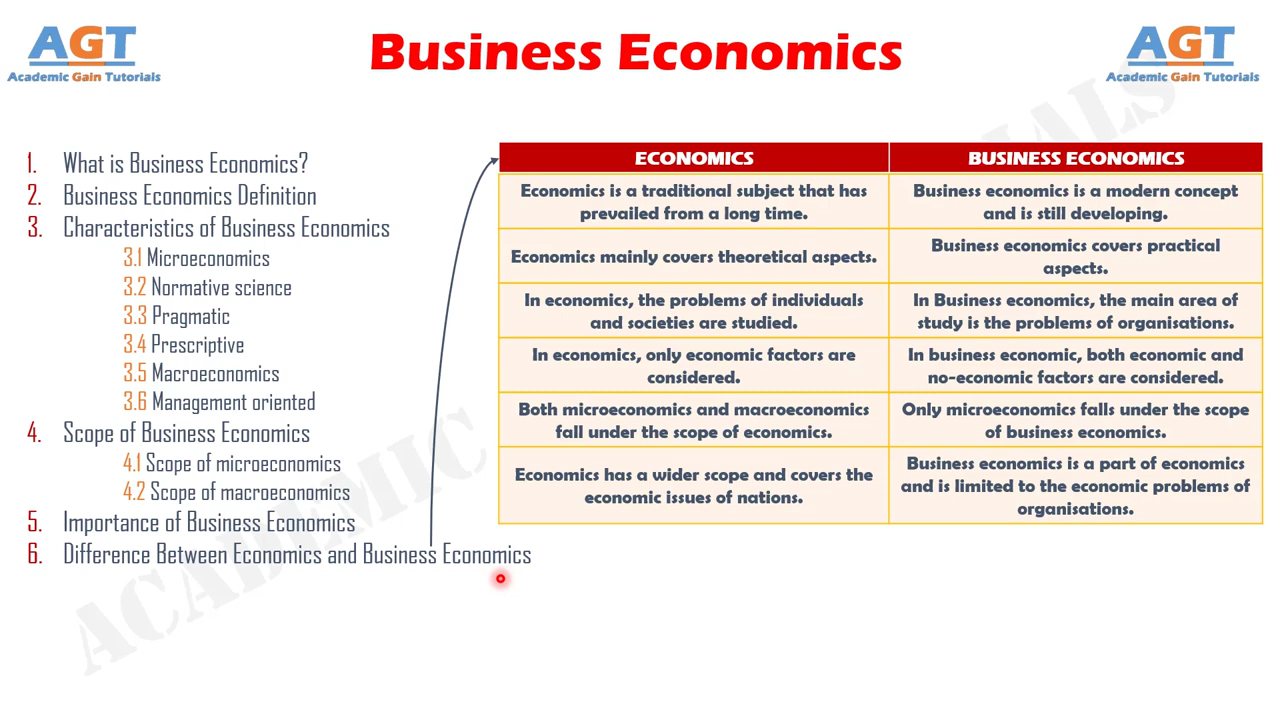 AGT
Academic Gain Tutorials
Business Economics
AGT
Academic Gain Tutorials
1. What is Business Economics?
2. Business Economics Definition
3. Characteristics of Business Economics
3.1 Microeconomics
3.2 Normative science
3.3 Pragmatic
3.4 Prescriptive
3.5 Macroeconomics
3.6 Management oriented
4. Scope of Business Economics
4.1 Scope of microeconomics
4.2 Scope of macroeconomics
5. Importance of Business Economics
6. Difference Between Economics and Business Economics
ECONOMICS
BUSINESS ECONOMICS
Economics is a traditional subject that has
prevailed from a long time.
Business economics is a modern concept
and is still developing.
Economics mainly covers theoretical aspects.
Business economics covers practical
aspects.
In economics, the problems of individuals
and societies are studied.
In Business economics, the main area of
study is the problems of organisations.
In economics, only economic factors are
considered.
In business economic, both economic and
no-economic factors are considered.
Both microeconomics and macroeconomics
fall under the scope of economics.
Only microeconomics falls under the scope
of business economics.
Economics has a wider scope and covers the
economic issues of nations.
Business economics is a part of economics
and is limited to the economic problems of
organisations.
ACADEMIC